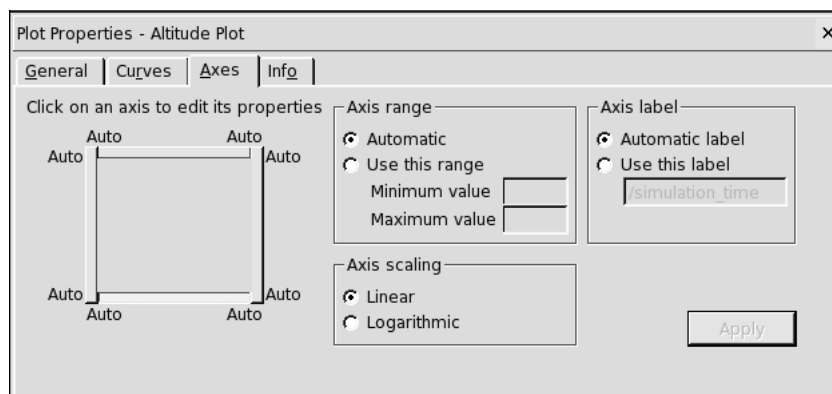 Plot Properties - Altitude Plot
×
General
Curves
Axes
Info
Click on an axis to edit its properties
Auto
Auto
Auto
Auto
Auto
Auto
Auto
Auto
Axis range
Automatic
Use this range
Minimum value
Maximum value
Axis scaling
Linear
Logarithmic
Axis label
Automatic label
Use this label
/simulation_time
Apply